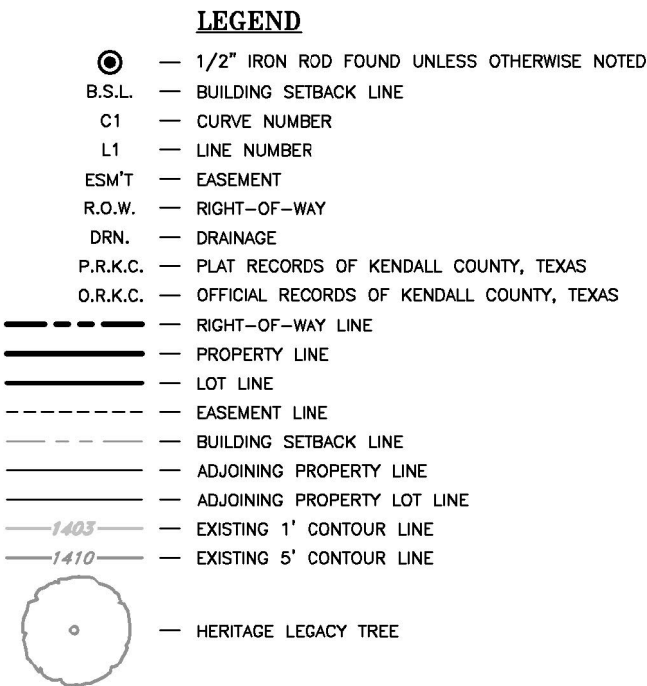 LEGEND
1/2" IRON ROD FOUND UNLESS OTHERWISE NOTED
B.S.L. — BUILDING SETBACK LINE
C1 — CURVE NUMBER
L1 — LINE NUMBER
ESM'T — EASEMENT
R.O.W. — RIGHT-OF-WAY
DRN. — DRAINAGE
P.R.K.C. — PLAT RECORDS OF KENDALL COUNTY, TEXAS
O.R.K.C. — OFFICIAL RECORDS OF KENDALL COUNTY, TEXAS
— RIGHT-OF-WAY LINE
— PROPERTY LINE
— LOT LINE
— EASEMENT LINE
— BUILDING SETBACK LINE
— ADJOINING PROPERTY LINE
— ADJOINING PROPERTY LOT LINE
1403 — EXISTING 1' CONTOUR LINE
1410 — EXISTING 5' CONTOUR LINE
— HERITAGE LEGACY TREE